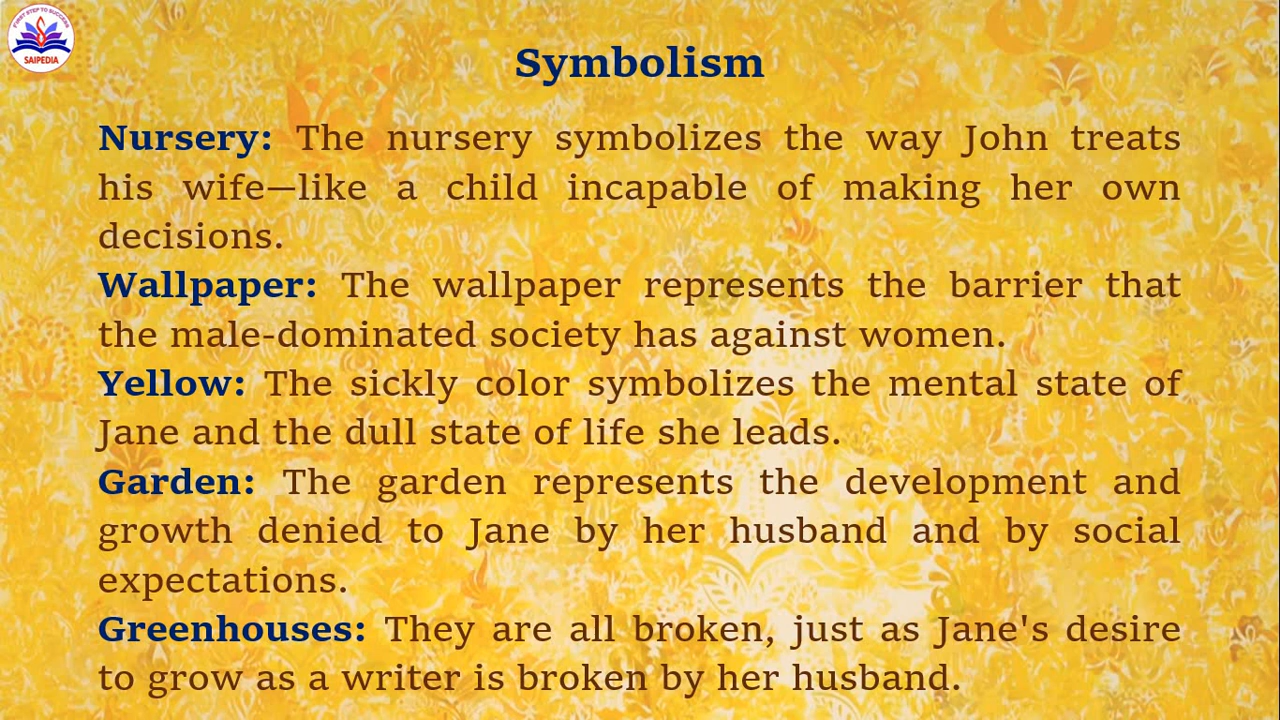 FIRST STEP TO SUCCESS
SAIPEDIA
Symbolism
Nursery: The nursery symbolizes the way John treats
his wife—like a child incapable of making her own
decisions.
Wallpaper: The wallpaper represents the barrier that
the male-dominated society has against women.
Yellow: The sickly color symbolizes the mental state of
Jane and the dull state of life she leads.
Garden: The garden represents the development and
growth denied to Jane by her husband and by social
expectations.
Greenhouses: They are all broken, just as Jane's desire
to grow as a writer is broken by her husband.